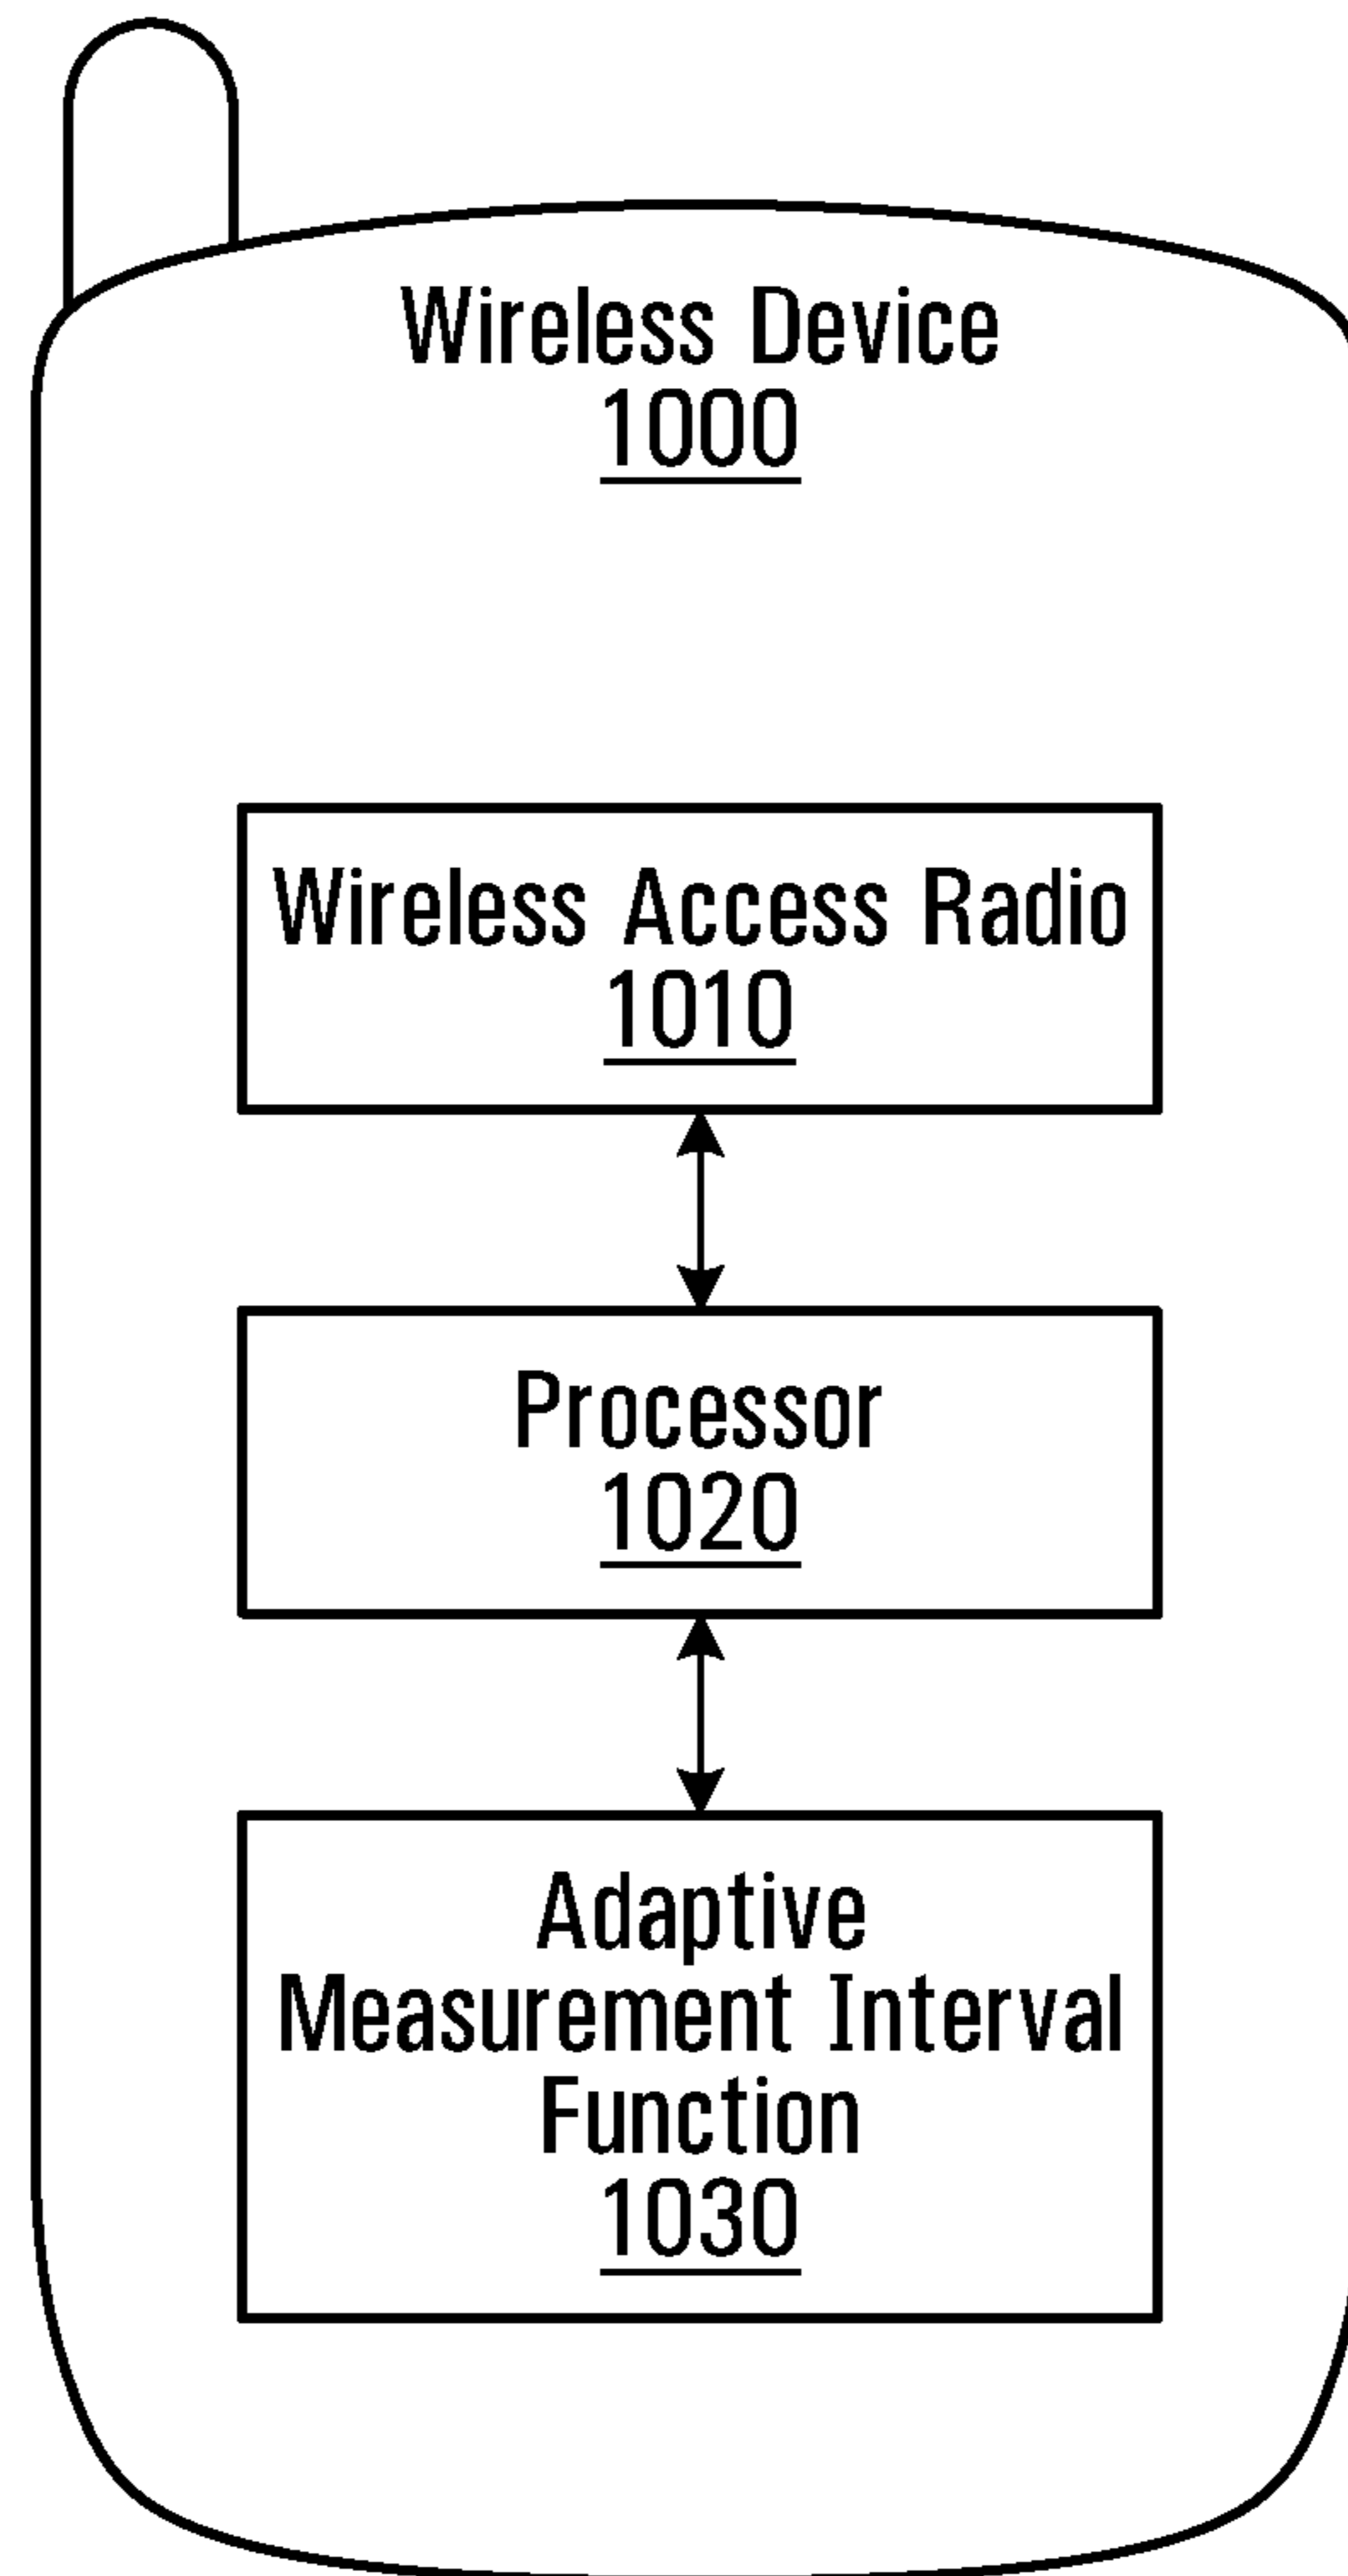 Wireless Device
1000
Wireless Access Radio
1010
Processor
1020
Adaptive
Measurement Interval
Function
1030